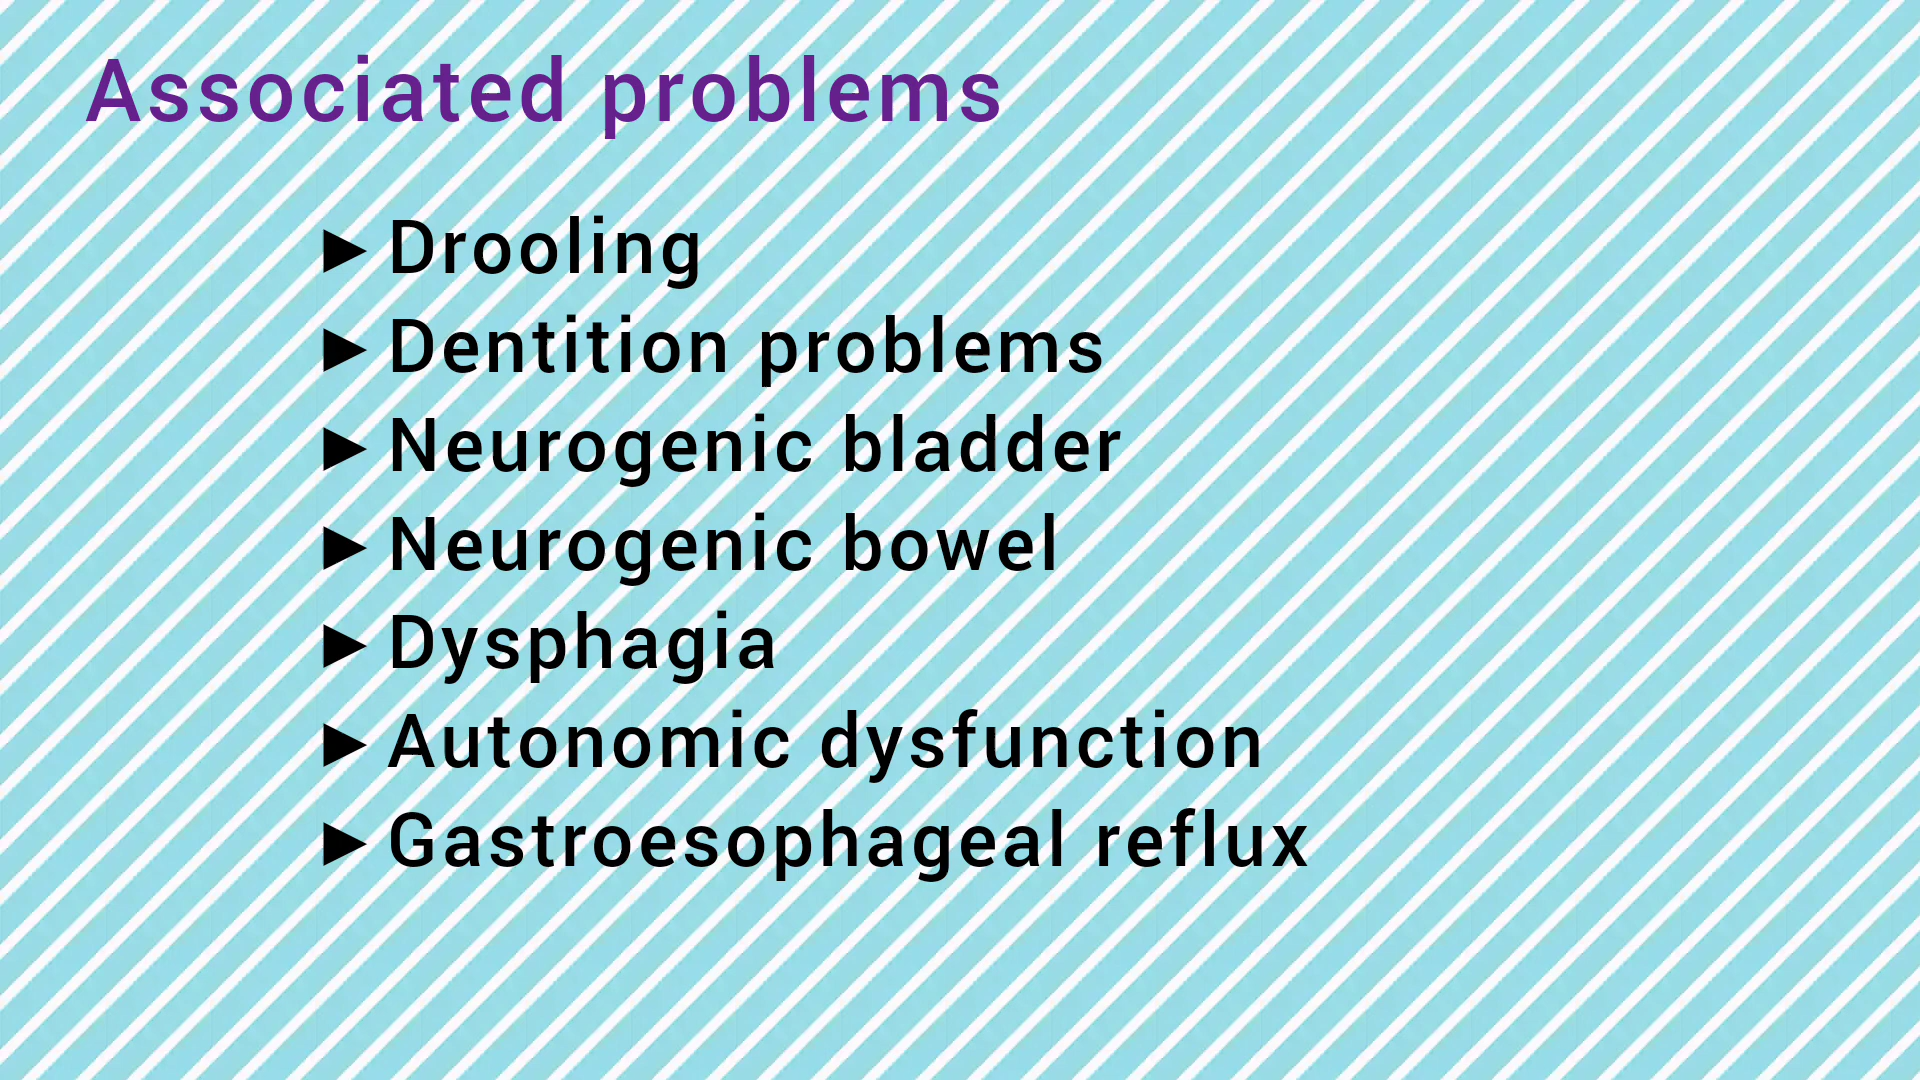 Associated problems
► Drooling
► Dentition problems
► Neurogenic bladder
► Neurogenic bowel
► Dysphagia
► Autonomic dysfunction
► Gastroesophageal reflux